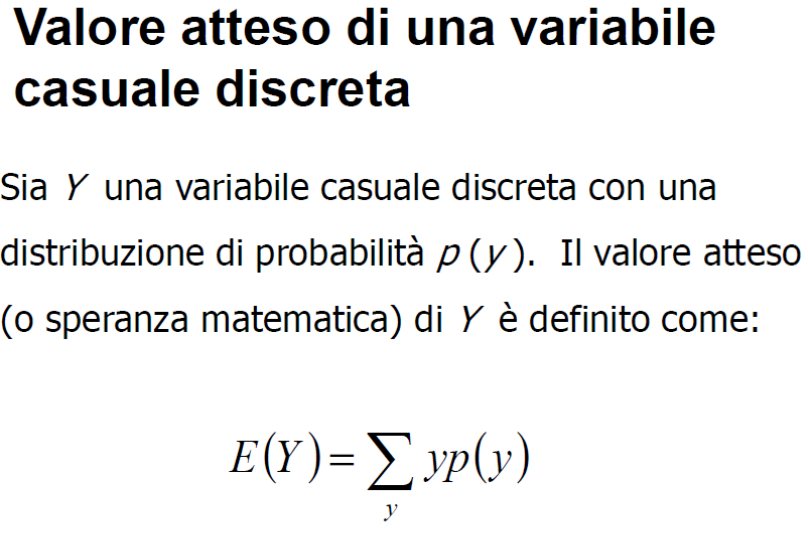 Valore atteso di una variabile
casuale discreta
Sia Y una variabile casuale discreta con una
distribuzione di probabilità p (y ). Il valore atteso
(o speranza matematica) di Y è definito come:
E(Y)= ∑ yp(y)
y